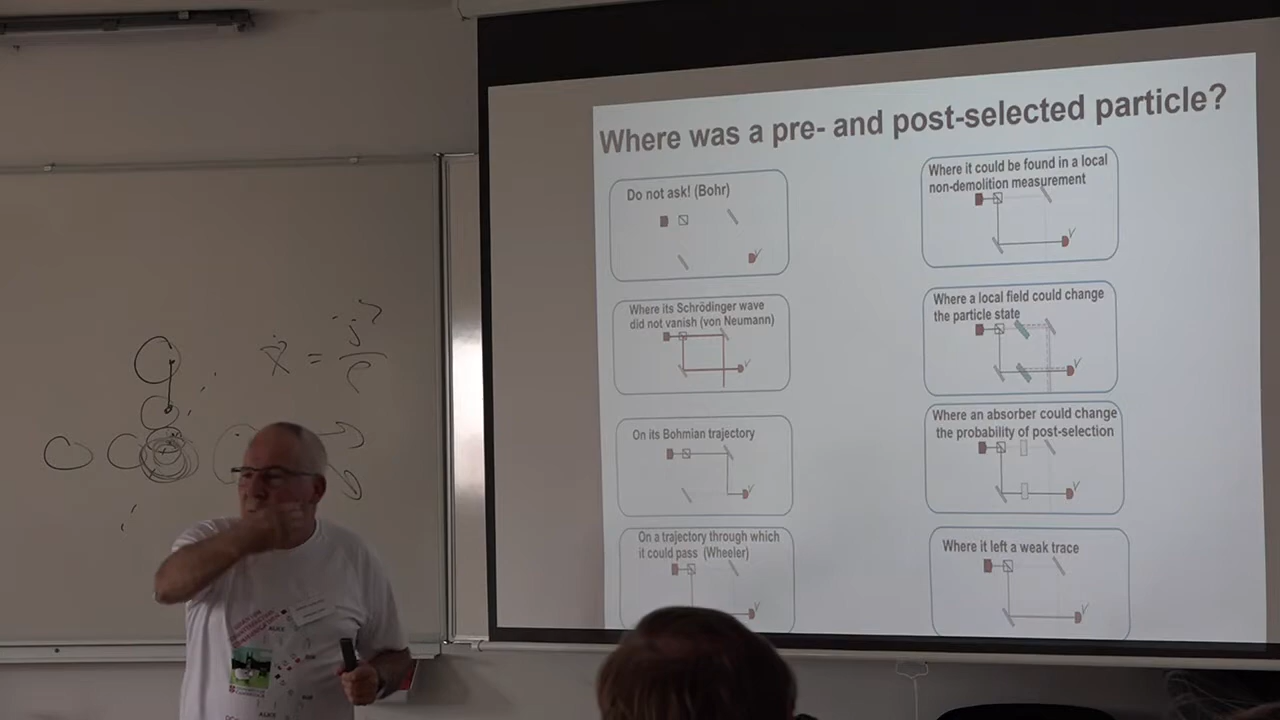 Where was a pre- and post-selected particle?
Do not ask! (Bohr)
Where its Schrödinger wave
did not vanish (von Neumann)
On its Bohmian trajectory
On a trajectory through which
it could pass (Wheeler)
Where it could be found in a local
non-demolition measurement
Where a local field could change
the particle state
Where an absorber could change
the probability of post-selection
Where it left a weak trace